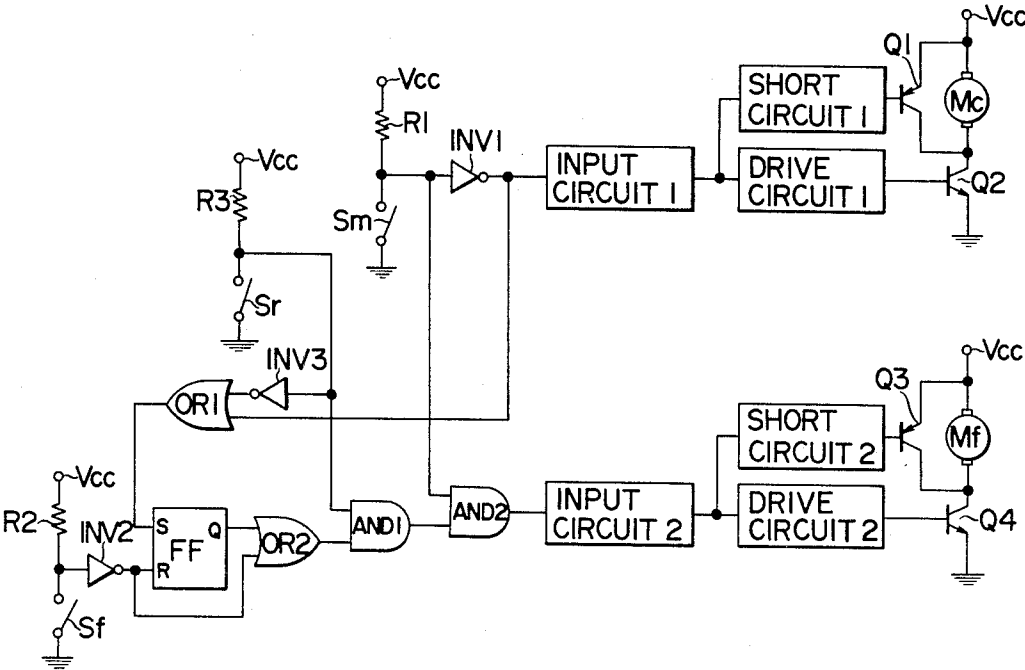 Vcc
Q1
SHORT
CIRCUIT 1
Mc
Vcc
R1
INV1
INPUT
CIRCUIT 1
DRIVE
CIRCUIT 1
Q2
Vcc
R3
Sm
Sr
INV3
OR1
Vcc
Q3
SHORT
CIRCUIT 2
Mf
Vcc
R2
INV2
S
Q
FF
R
OR2
AND1
AND2
INPUT
CIRCUIT 2
DRIVE
CIRCUIT 2
Q4
Sf